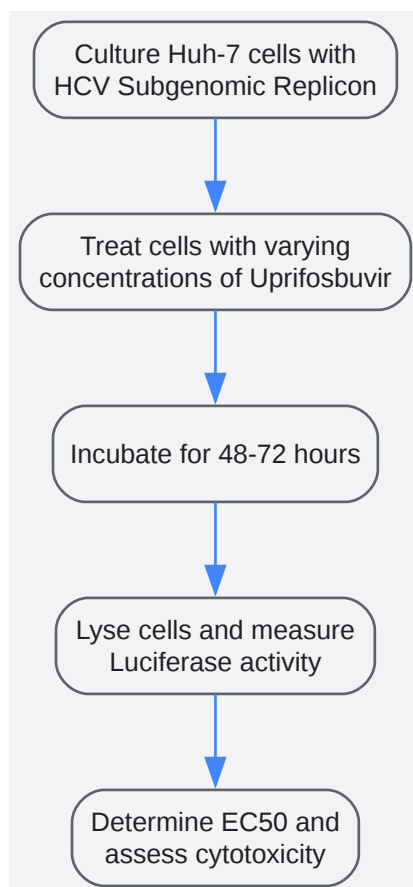 Culture Huh-7 cells with
HCV Subgenomic Replicon
Treat cells with varying
concentrations of Uprifosbuvir
Incubate for 48-72 hours
Lyse cells and measure
Luciferase activity
Determine EC50 and
assess cytotoxicity